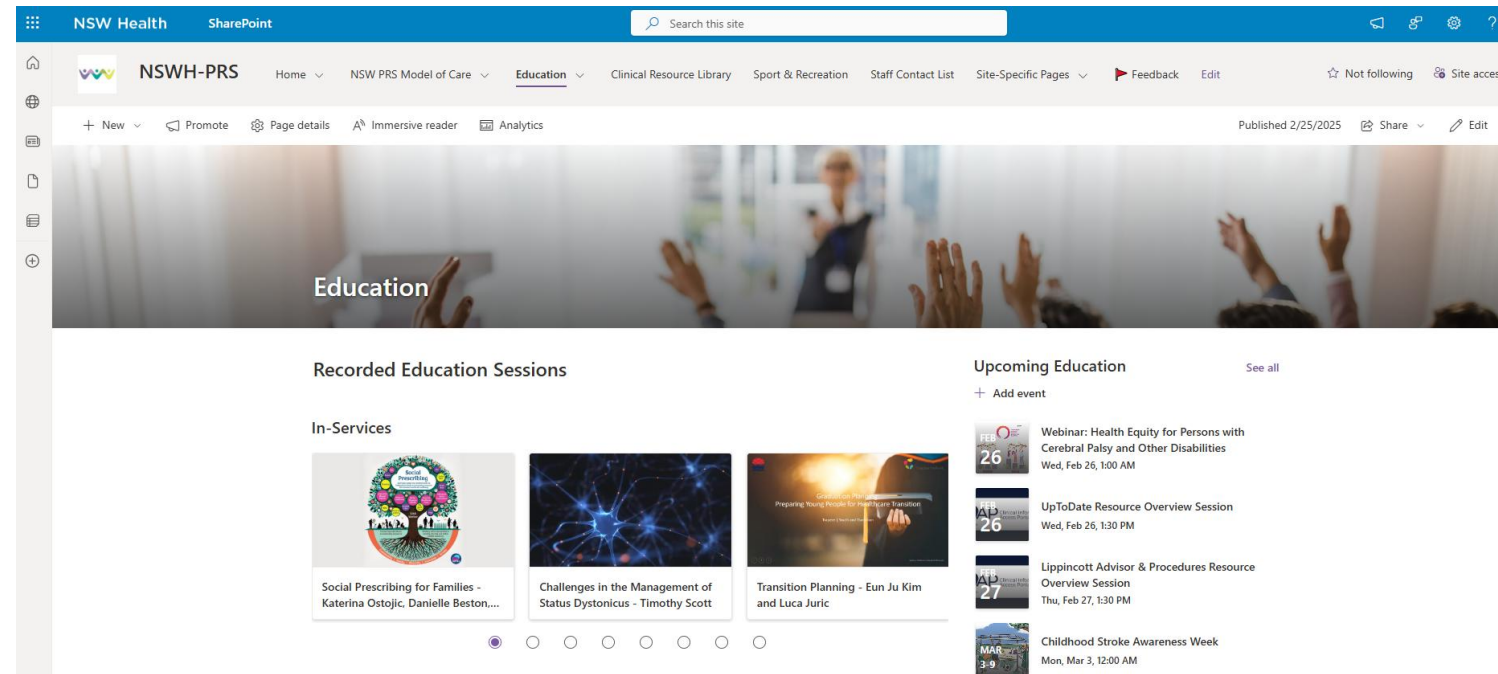 NSW Health
SharePoint
Search this site
?
NSWH-PRS
Home
NSW PRS Model of Care
Education
Clinical Resource Library
Sport & Recreation
Staff Contact List
Site-Specific Pages
Feedback
Edit
Not following
Site acces
New
Promote
Page details
Immersive reader
Analytics
Published 2/25/2025
Share
Edit
Education
Recorded Education Sessions
In-Services
Social
Prescribing
Social Prescribing for Families -
Katerina Ostojic, Danielle Beston,...
Challenges in the Management of
Status Dystonicus - Timothy Scott
Preparing Young People for Healthcare Transition
Transition Planning - Eun Ju Kim
and Luca Juric
Upcoming Education
See all
Add event
FEB
26
Webinar: Health Equity for Persons with
Cerebral Palsy and Other Disabilities
Wed, Feb 26, 1:00 AM
FEB
26
UpToDate Resource Overview Session
Wed, Feb 26, 1:30 PM
FEB
27
Lippincott Advisor & Procedures Resource
Overview Session
Thu, Feb 27, 1:30 PM
MAR
3-9
Childhood Stroke Awareness Week
Mon, Mar 3, 12:00 AM